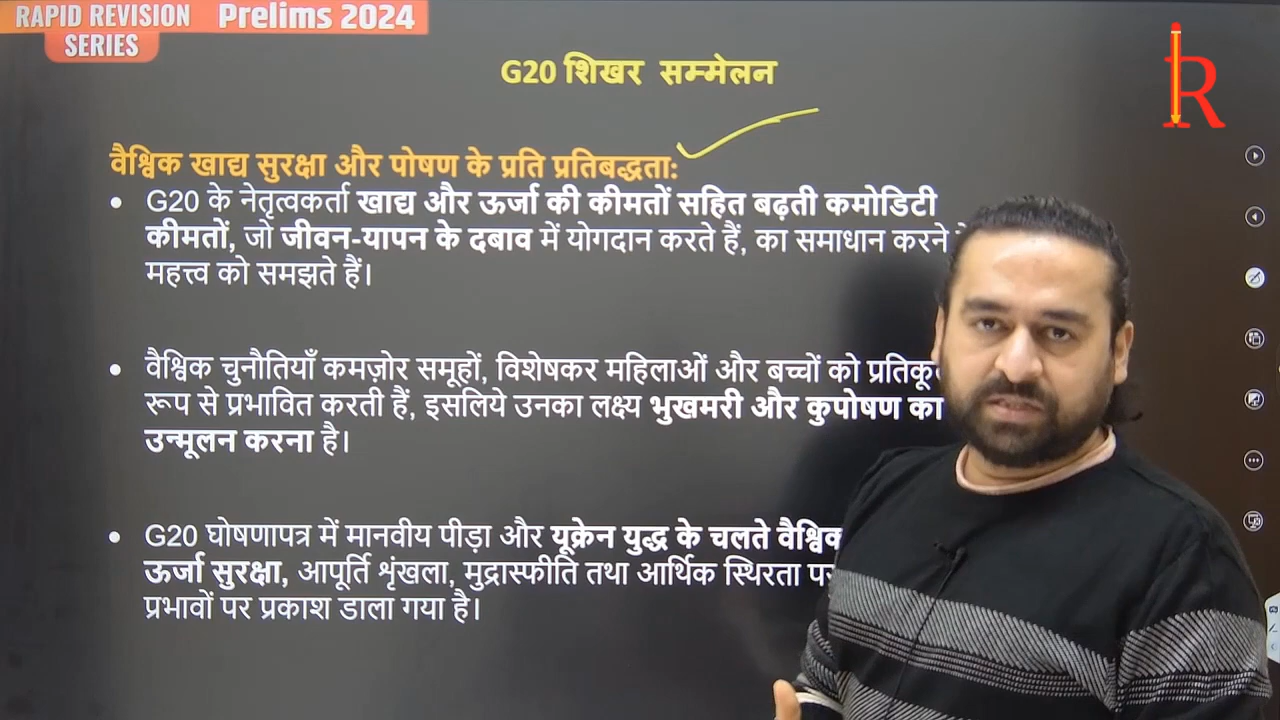 RAPID REVISION Prelims 2024
SERIES
G20 शिखर सम्मेलन
वैश्विक खाद्य सुरक्षा और पोषण के प्रति प्रतिबद्धता:
• G20 के नेतृत्वकर्ता खाद्य और ऊर्जा की कीमतों सहित बढ़ती कमोडिटी
कीमतों, जो जीवन-यापन के दबाव में योगदान करते हैं, का समाधान करने
महत्त्व को समझते हैं।
• वैश्विक चुनौतियाँ कमज़ोर समूहों, विशेषकर महिलाओं और बच्चों को
रूप से प्रभावित करती हैं, इसलिये उनका लक्ष्य भुखमरी और कुपोषण का
उन्मूलन करना है।
• G20 घोषणापत्र में मानवीय पीड़ा और यूक्रेन युद्ध के चलते
ऊर्जा सुरक्षा, आपूर्ति शृंखला, मुद्रास्फीति तथा आर्थिक स्थिरता
प्रभावों पर प्रकाश डाला गया है।
R